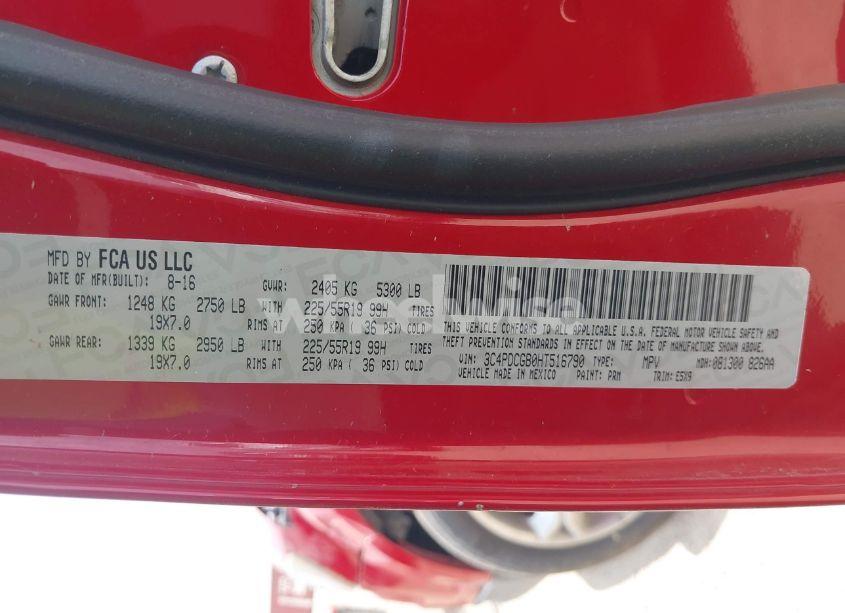 MFD BY FCA US LLC
DATE OF MFR(BUILT): 8-16 GVWR: 2405 KG 5300 LB
GAWR FRONT: 1248 KG 2750 LB WITH 225/55R19 99H TIRES
19X7.0 RIMS AT 250 KPA ( 36 PSI) COLD
GAWR REAR: 1339 KG 2950 LB WITH 225/55R19 99H TIRES
19X7.0 RIMS AT 250 KPA ( 36 PSI) COLD
THIS VEHICLE CONFORMS TO ALL APPLICABLE U.S.A. FEDERAL MOTOR VEHICLE SAFETY AND
THEFT PREVENTION STANDARDS IN EFFECT ON THE DATE OF MANUFACTURE SHOWN ABOVE.
VIN: 3C4PDCGB0HT516790 TYPE: MPV MDH: 081300 826AA
VEHICLE MADE IN MEXICO PAINT: PRM TRIM: E5X9